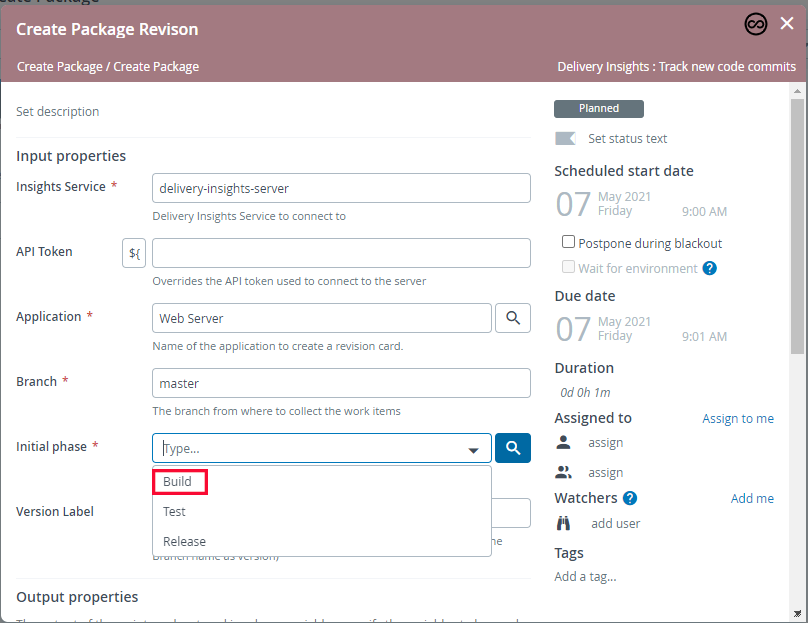 Create Package Revison
Create Package / Create Package
Delivery Insights : Track new code commits
Set description
Input properties
Insights Service *
delivery-insights-server
Delivery Insights Service to connect to
API Token
${
Overrides the API token used to connect to the server
Application *
Web Server
Name of the application to create a revision card.
Branch *
master
The branch from where to collect the work items
Initial phase *
Type...
Build
Test
Release
Version Label
Branch name as version)
Output properties
Planned
Set status text
Scheduled start date
07 May 2021
Friday
9:00 AM
Postpone during blackout
Wait for environment ?
Due date
07 May 2021
Friday
9:01 AM
Duration
0d 0h 1m
Assigned to
Assign to me
assign
assign
Watchers ?
Add me
add user
Tags
Add a tag...